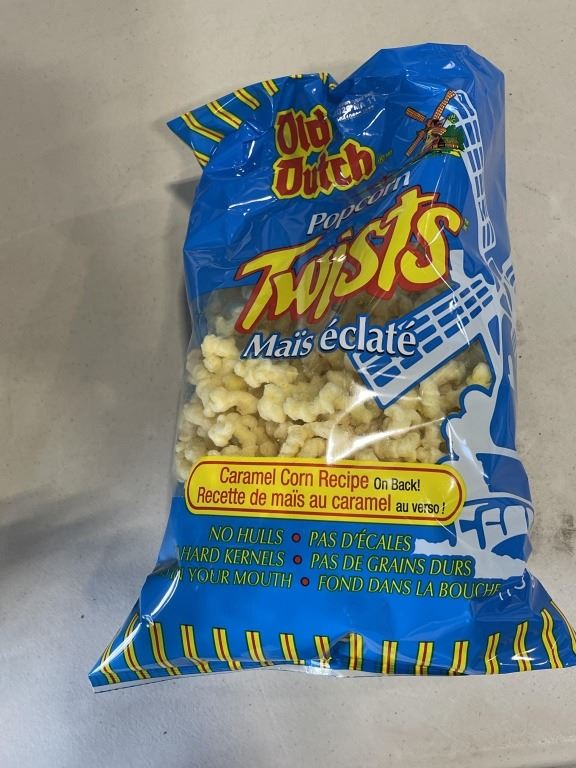 Old
Dutch
Popcorn
Twists
Maïs éclaté
Caramel Corn Recipe On Back!
Recette de maïs au caramel au verso!
NO HULLS • PAS D'ÉCALES
HARD KERNELS • PAS DE GRAINS DURS
YOUR MOUTH • FOND DANS LA BOUCHE